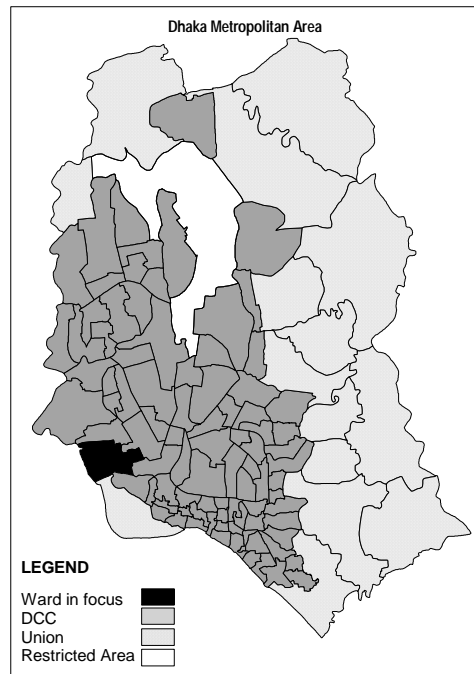 Dhaka Metropolitan Area
LEGEND
Ward in focus
DCC
Union
Restricted Area